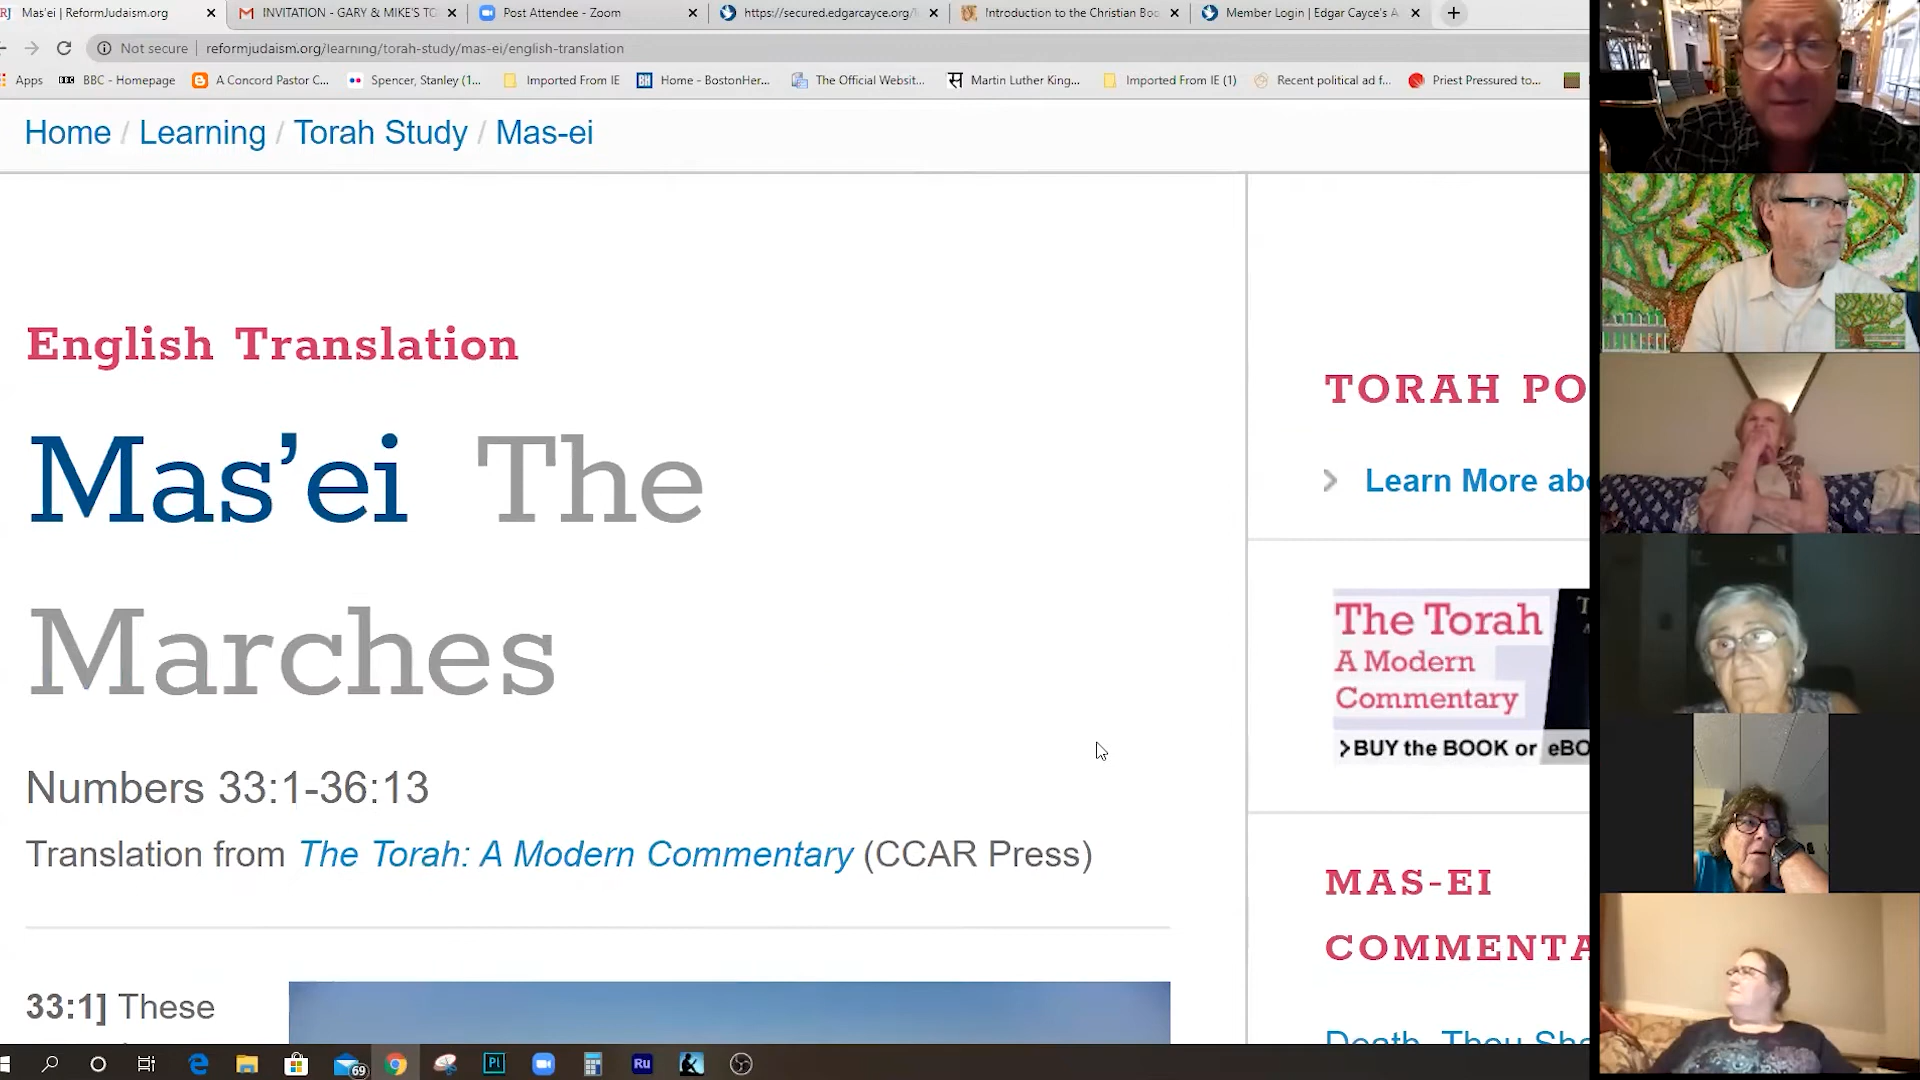 Mas'ei | ReformJudaism.org
INVITATION - GARY & MIKE'S TO
Post Attendee - Zoom
https://secured.edgarcayce.org/
Introduction to the Christian Boo
Member Login | Edgar Cayce's A
Not secure
reformjudaism.org/learning/torah-study/mas-ei/english-translation
Apps
BBC - Homepage
A Concord Pastor C...
Spencer, Stanley (1...
Imported From IE
Home - BostonHer...
The Official Websit...
Martin Luther King...
Imported From IE (1)
Recent political ad f...
Priest Pressured to...
Home / Learning / Torah Study / Mas-ei
English Translation
Mas'ei The
Marches
Numbers 33:1-36:13
Translation from The Torah: A Modern Commentary (CCAR Press)
33:1] These
TORAH PO
Learn More abo
The Torah
A Modern
Commentary
BUY the BOOK or eBO
MAS-EI
COMMENTA
Death, Thou Sho
69
Pl
Ru